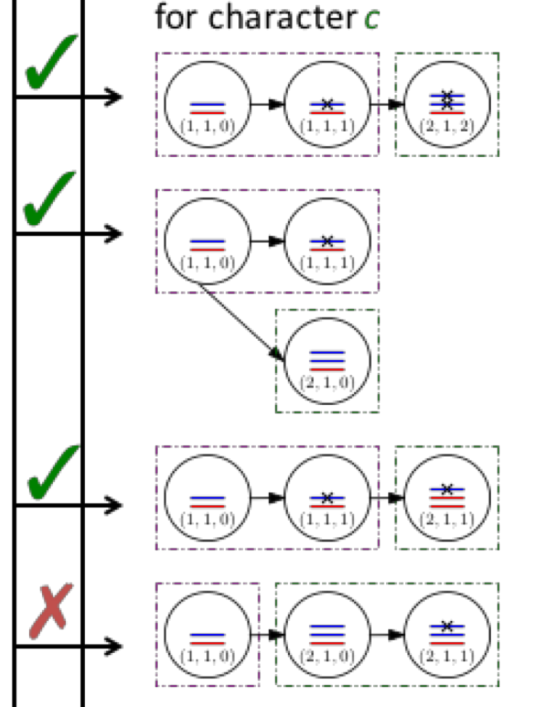 for character c
(1, 1, 0) (1, 1, 1) (2, 1, 2)
(1, 1, 0) (1, 1, 1)
(2, 1, 0)
(1, 1, 0) (1, 1, 1) (2, 1, 1)
(1, 1, 0) (2, 1, 0) (2, 1, 1)